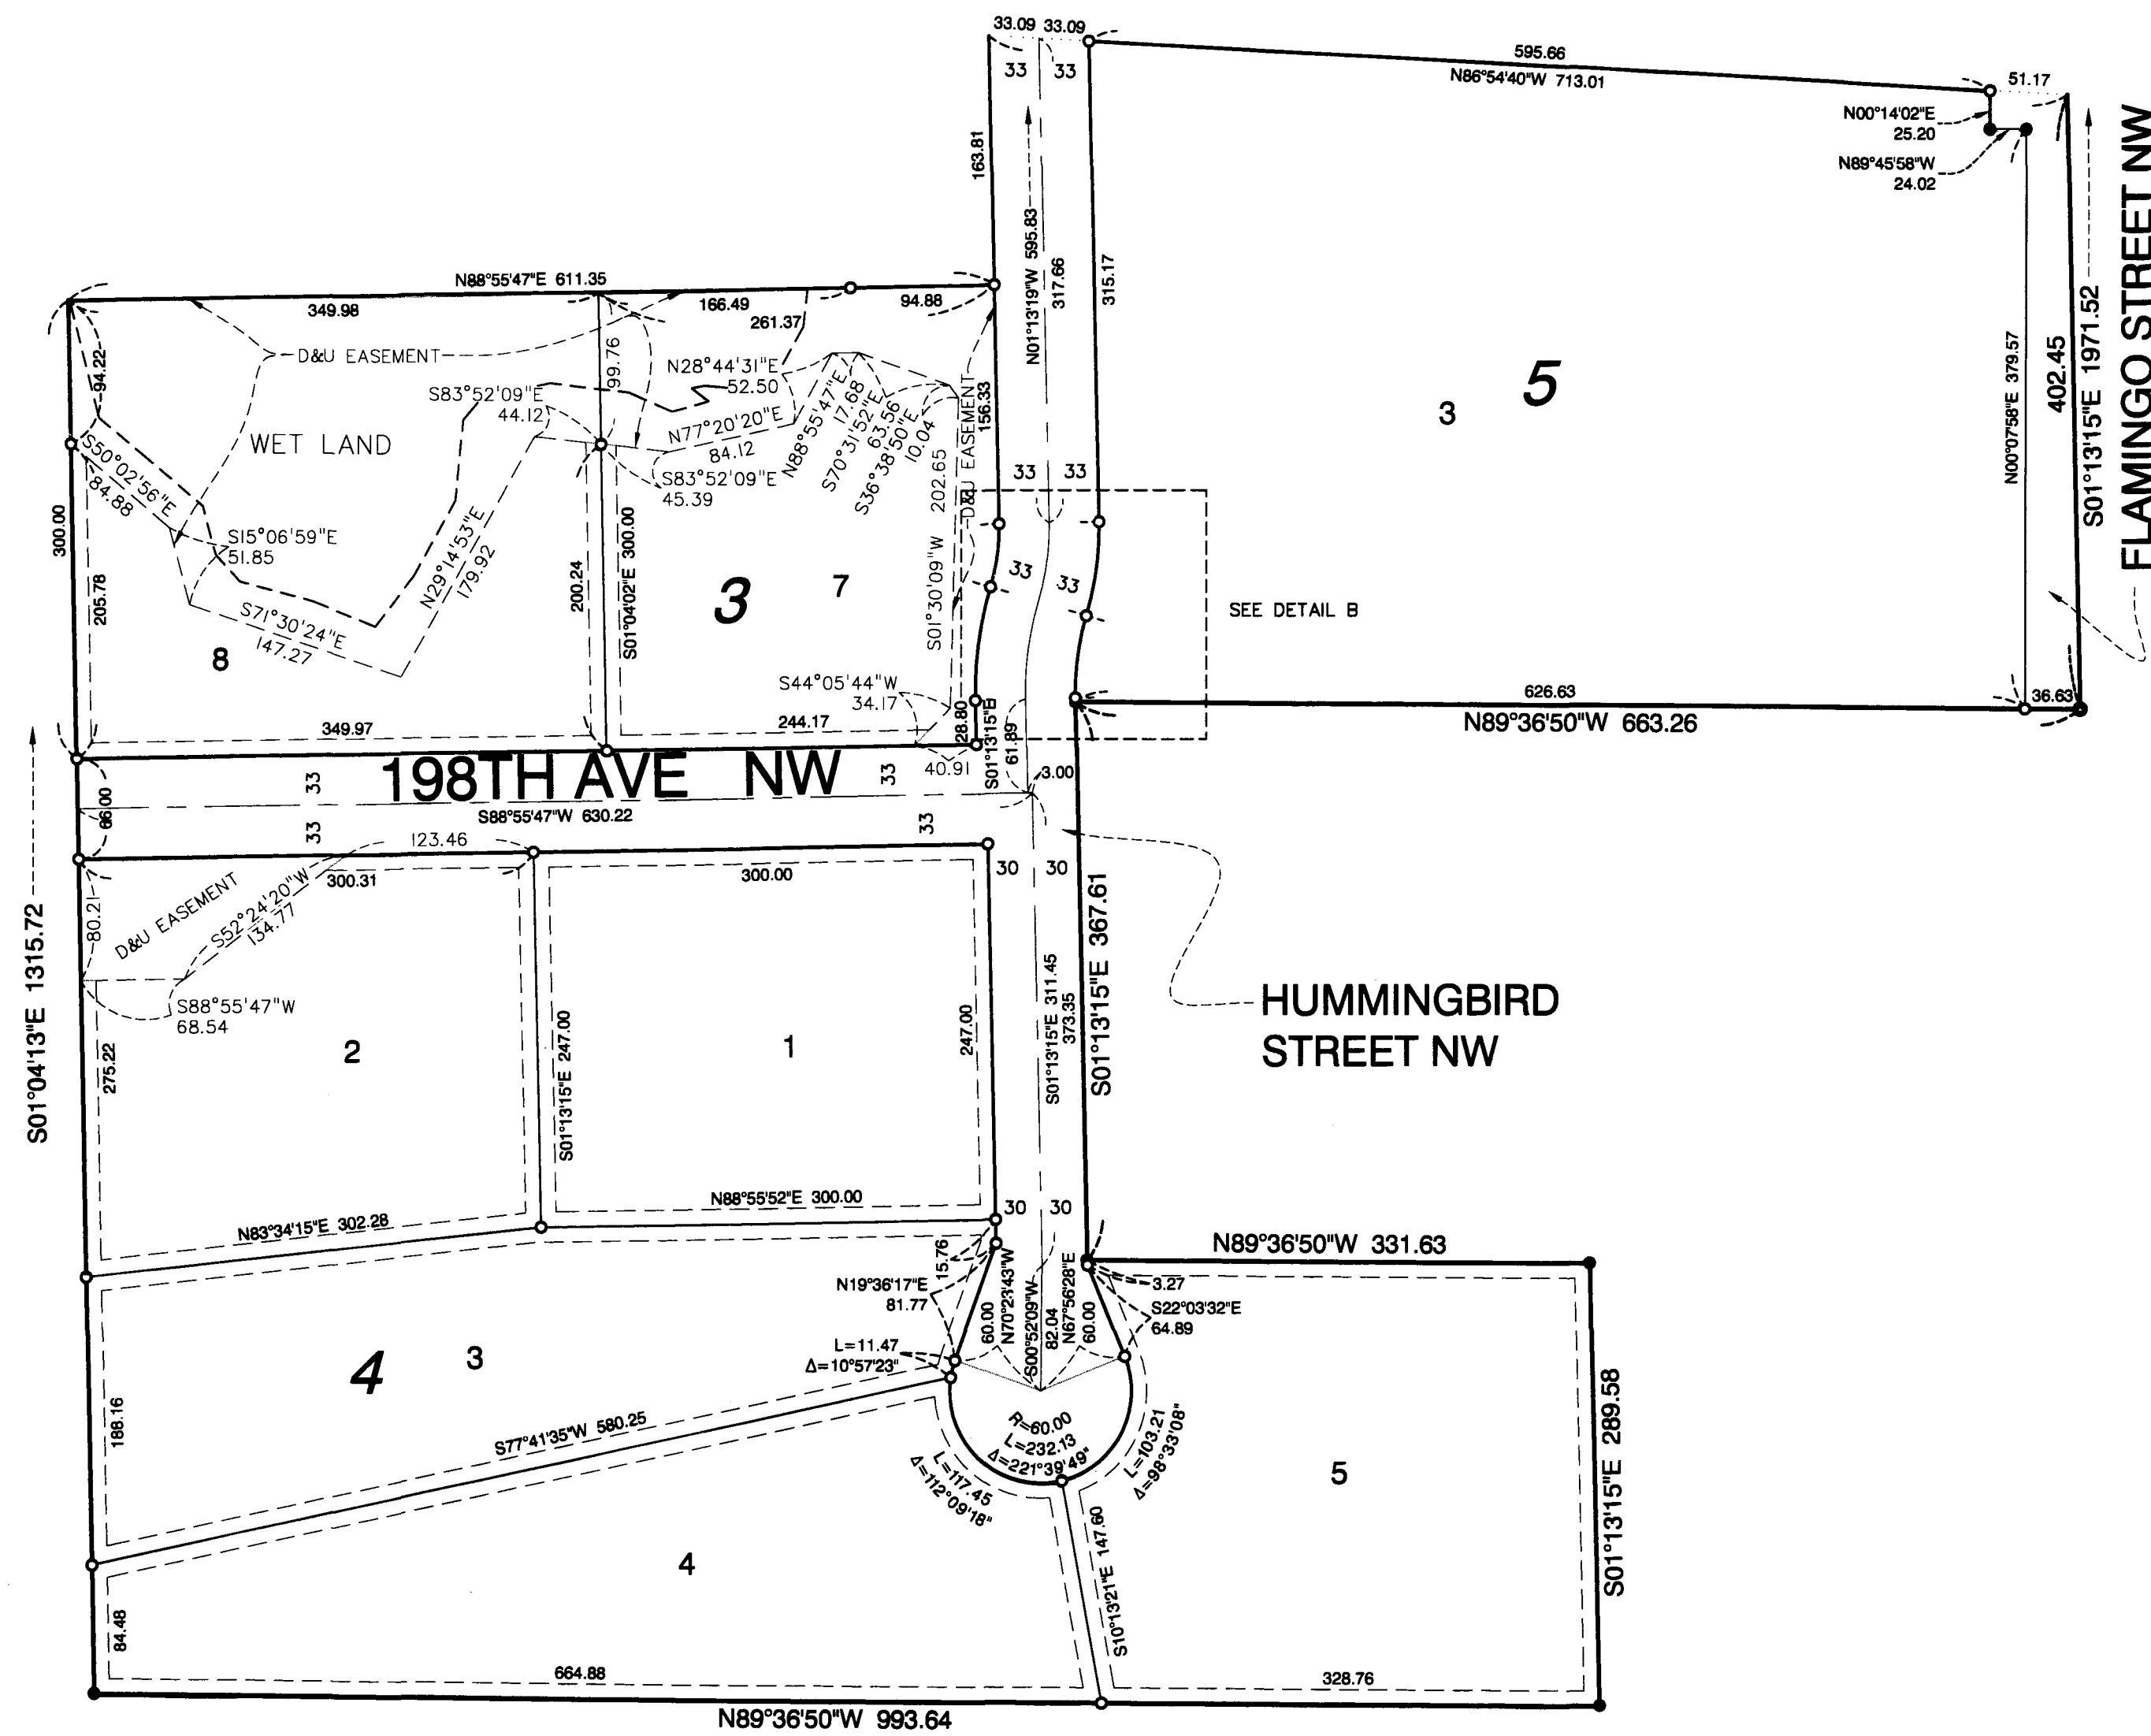 33.09 33.09
33 33
595.66
N86°54'40"W 713.01
51.17
N00°14'02"E
25.20
N89°45'58"W
24.02
163.81
N01°13'19"W 595.83
317.66
315.17
FLAMINGO STREET NW
S01°13'15"E 1971.52
402.45
N00°07'58"E 379.57
5
3
N88°55'47"E 611.35
349.98
166.49
94.88
261.37
D&U EASEMENT
94.22
99.76
N28°44'31"E
52.50
S83°52'09"E
44.12
WET LAND
N77°20'20"E
84.12
N88°55'47"E
17.68
S70°31'52"E
63.56
S36°38'50"E
10.04
D&U EASEMENT
156.33
S83°52'09"E
45.39
S50°02'56"E
84.88
33 33
S15°06'59"E
51.85
300.00
205.78
N29°14'53"E
179.92
200.24
S01°04'02"E 300.00
S01°30'09"W 202.65
33
33
3
7
SEE DETAIL B
S71°30'24"E
147.27
8
S44°05'44"W
34.17
349.97
244.17
28.80
S01°13'15"E
61.89
40.91
3.00
626.63
36.63
N89°36'50"W 663.26
198TH AVE NW
33
33
66.00
S88°55'47"W 630.22
33
33
123.46
300.31
300.00
30 30
D&U EASEMENT
S52°24'20"W
134.77
80.21
S88°55'47"W
68.54
S01°04'13"E 1315.72
275.22
2
S01°13'15"E 247.00
1
247.00
S01°13'15"E 311.45
373.35
S01°13'15"E 367.61
HUMMINGBIRD
STREET NW
N88°55'52"E 300.00
30 30
N83°34'15"E 302.28
15.76
N19°36'17"E
81.77
60.00
N70°23'43"W
S00°52'09"W
82.04
N67°56'28"E
60.00
N89°36'50"W 331.63
3.27
S22°03'32"E
64.89
L=11.47
Δ=10°57'23"
4
3
188.16
S77°41'35"W 580.25
R=60.00
L=232.13
Δ=221°39'49"
L=117.45
Δ=112°09'18"
L=103.21
Δ=98°33'08"
5
S01°13'15"E 289.58
4
S10°13'21"E 147.60
84.48
664.88
328.76
N89°36'50"W 993.64